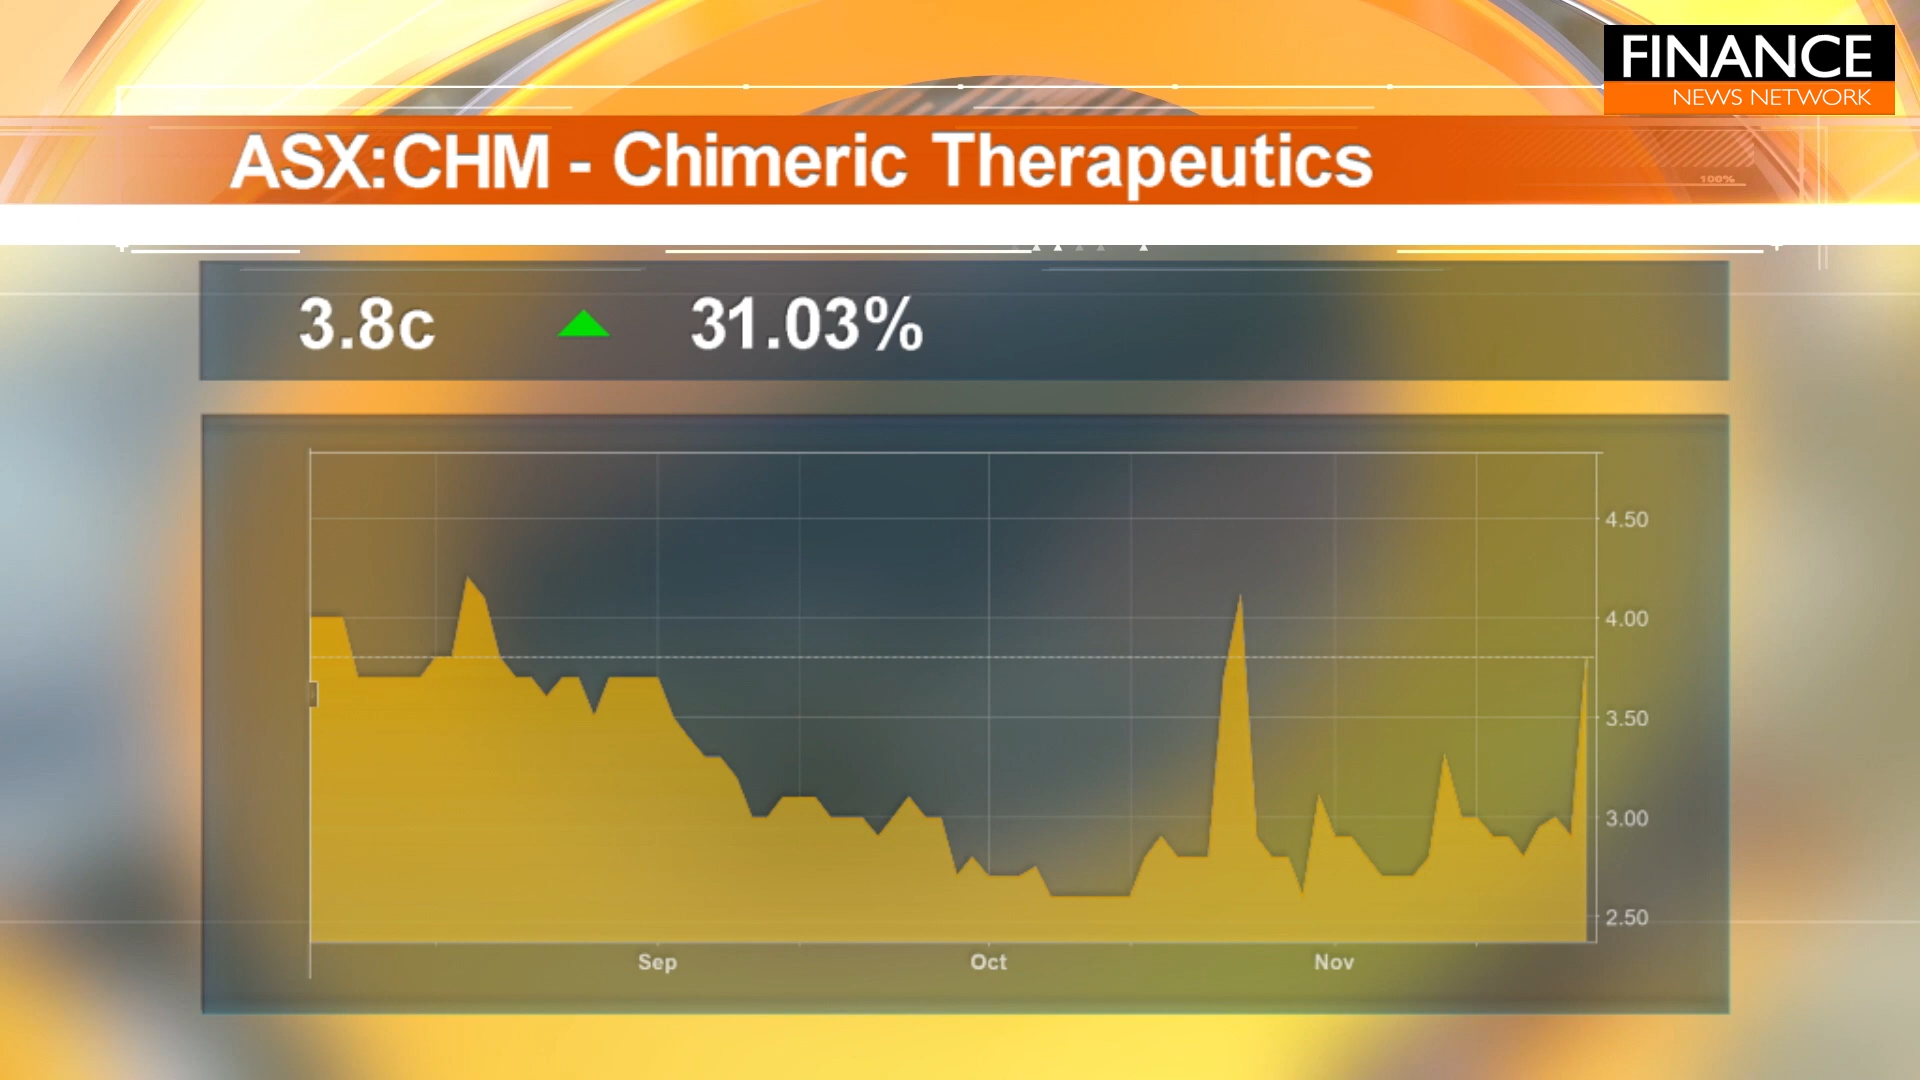 FINANCE
NEWS NETWORK
ASX:CHM - Chimeric Therapeutics
100%
3.8c 31.03%
4.50
4.00
3.50
3.00
2.50
Sep Oct Nov